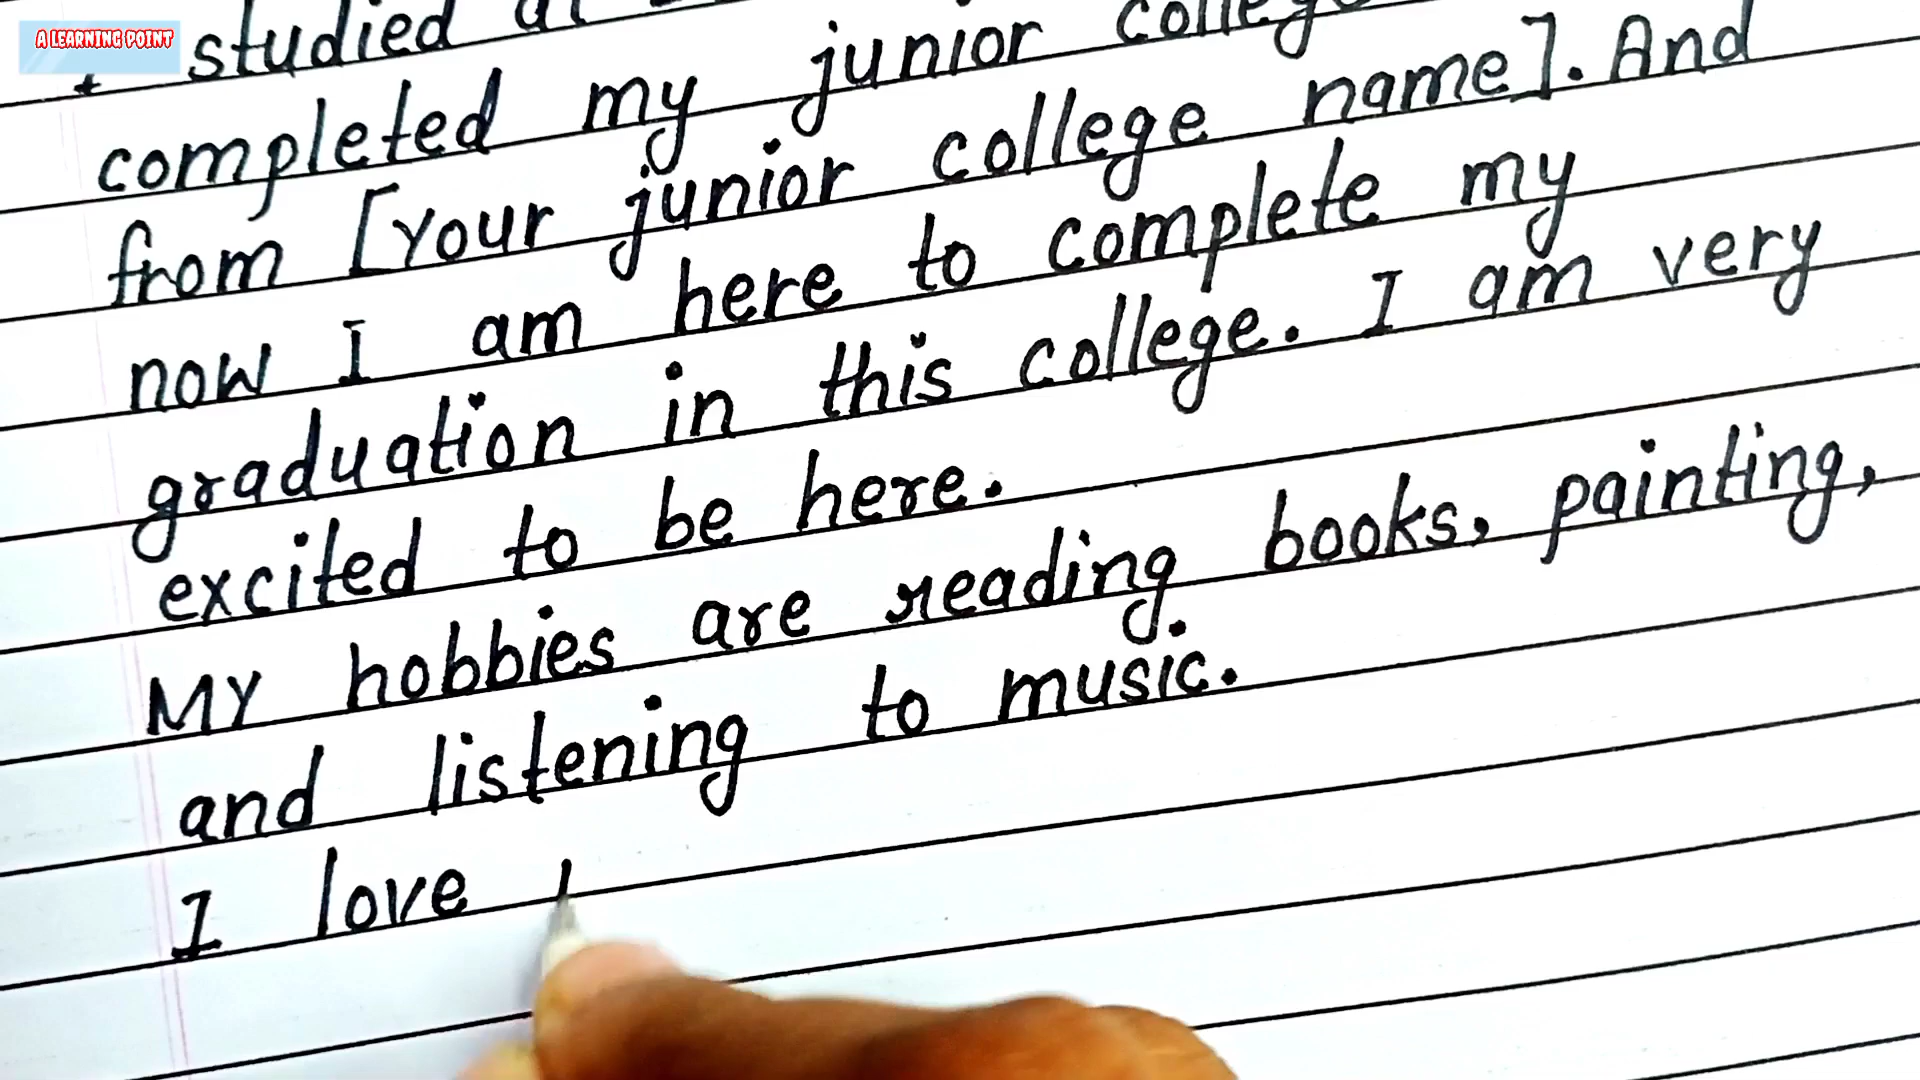 A LEARNING POINT
studied at
completed my junior college
from [Your junior college name]. And
now I am here to complete my
graduation in this college. I am very
excited to be here.
MY hobbies are reading books, painting,
and listening to music.
I love